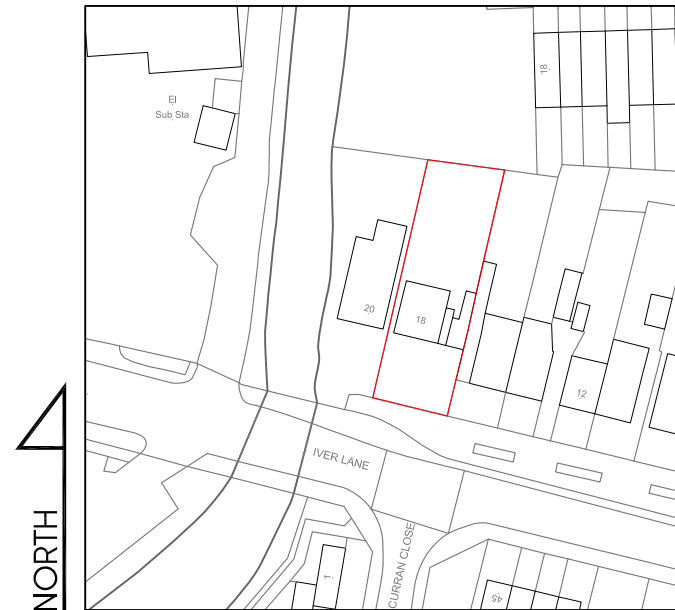 18
El
Sub Sta
20
18
12
IVER LANE
CURRAN CLOSE
1
45
NORTH